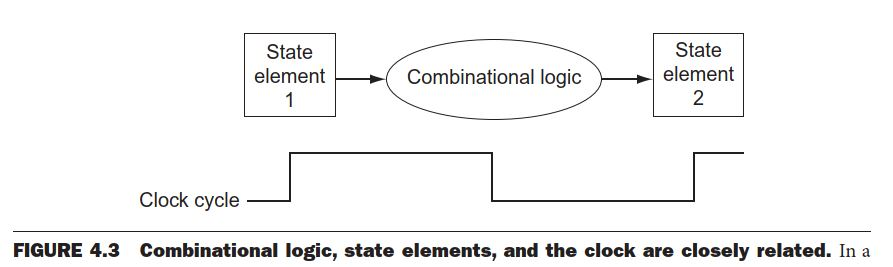 State
element
1
Combinational logic
State
element
2
Clock cycle
FIGURE 4.3 Combinational logic, state elements, and the clock are closely related. In a